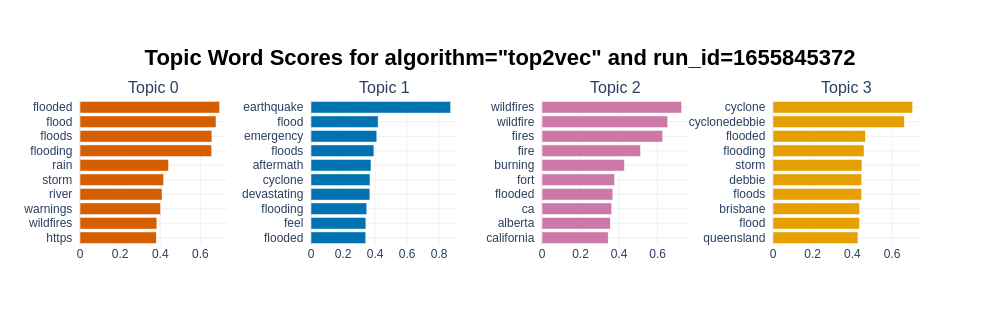 Topic Word Scores for algorithm="top2vec" and run_id=1655845372
Topic 0
flooded
flood
floods
flooding
rain
storm
river
warnings
wildfires
https
0 0.2 0.4 0.6
Topic 1
earthquake
flood
emergency
floods
aftermath
cyclone
devastating
flooding
feel
flooded
0 0.2 0.4 0.6 0.8
Topic 2
wildfires
wildfire
fires
fire
burning
fort
flooded
ca
alberta
california
0 0.2 0.4 0.6
Topic 3
cyclone
cyclonedebbie
flooded
flooding
storm
debbie
floods
brisbane
flood
queensland
0 0.2 0.4 0.6